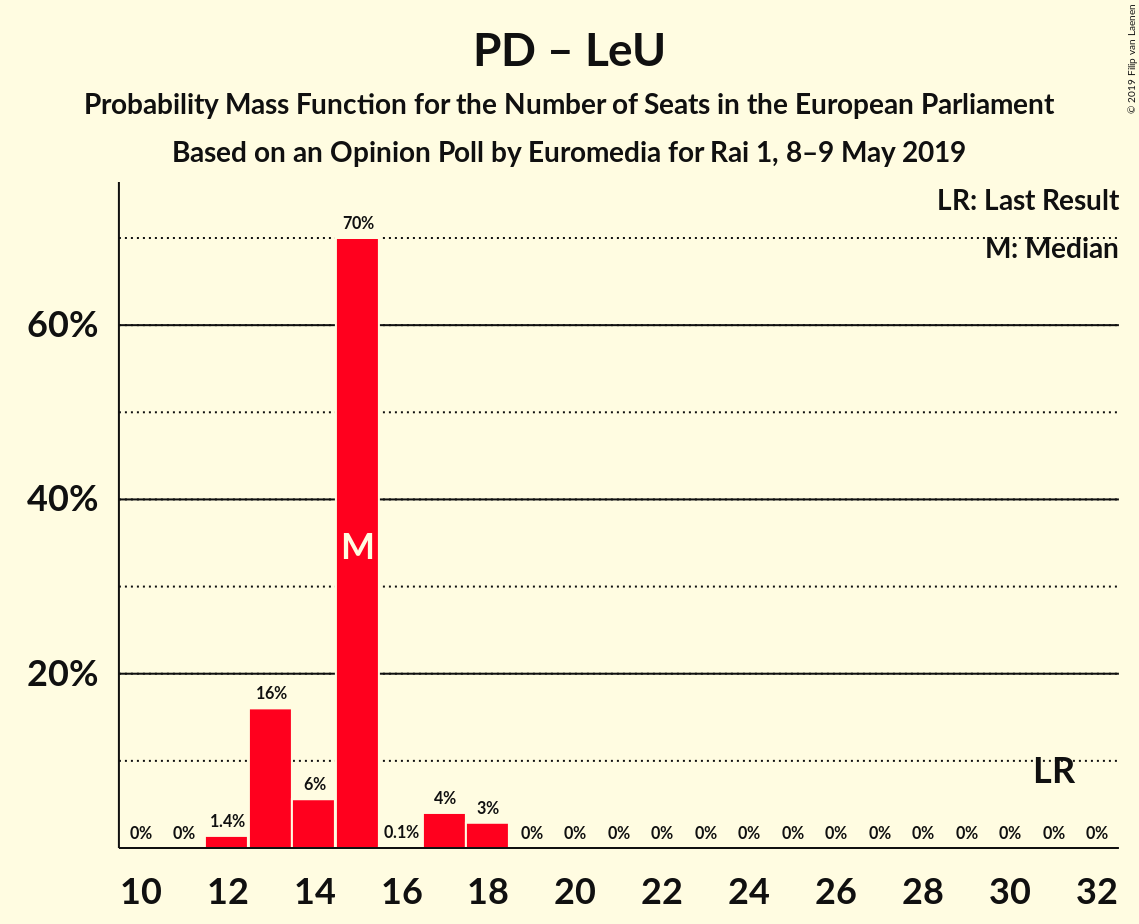 PD – LeU
Probability Mass Function for the Number of Seats in the European Parliament
Based on an Opinion Poll by Euromedia for Rai 1, 8–9 May 2019
© 2019 Filip van Laenen
LR: Last Result
M: Median
60%
40%
20%
0% 0% 1.4% 16% 6% 70% 0.1% 4% 3% 0% 0% 0% 0% 0% 0% 0% 0% 0% 0% 0% 0% 0% 0%
M
LR
10 12 14 16 18 20 22 24 26 28 30 32